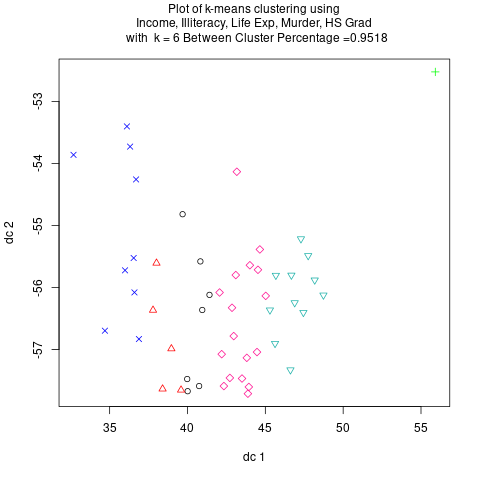 Plot of k-means clustering using
Income, Illiteracy, Life Exp, Murder, HS Grad
with  k = 6 Between Cluster Percentage =0.9518
-53
-54
-55
-56
-57
dc 2
35
40
45
50
55
dc 1